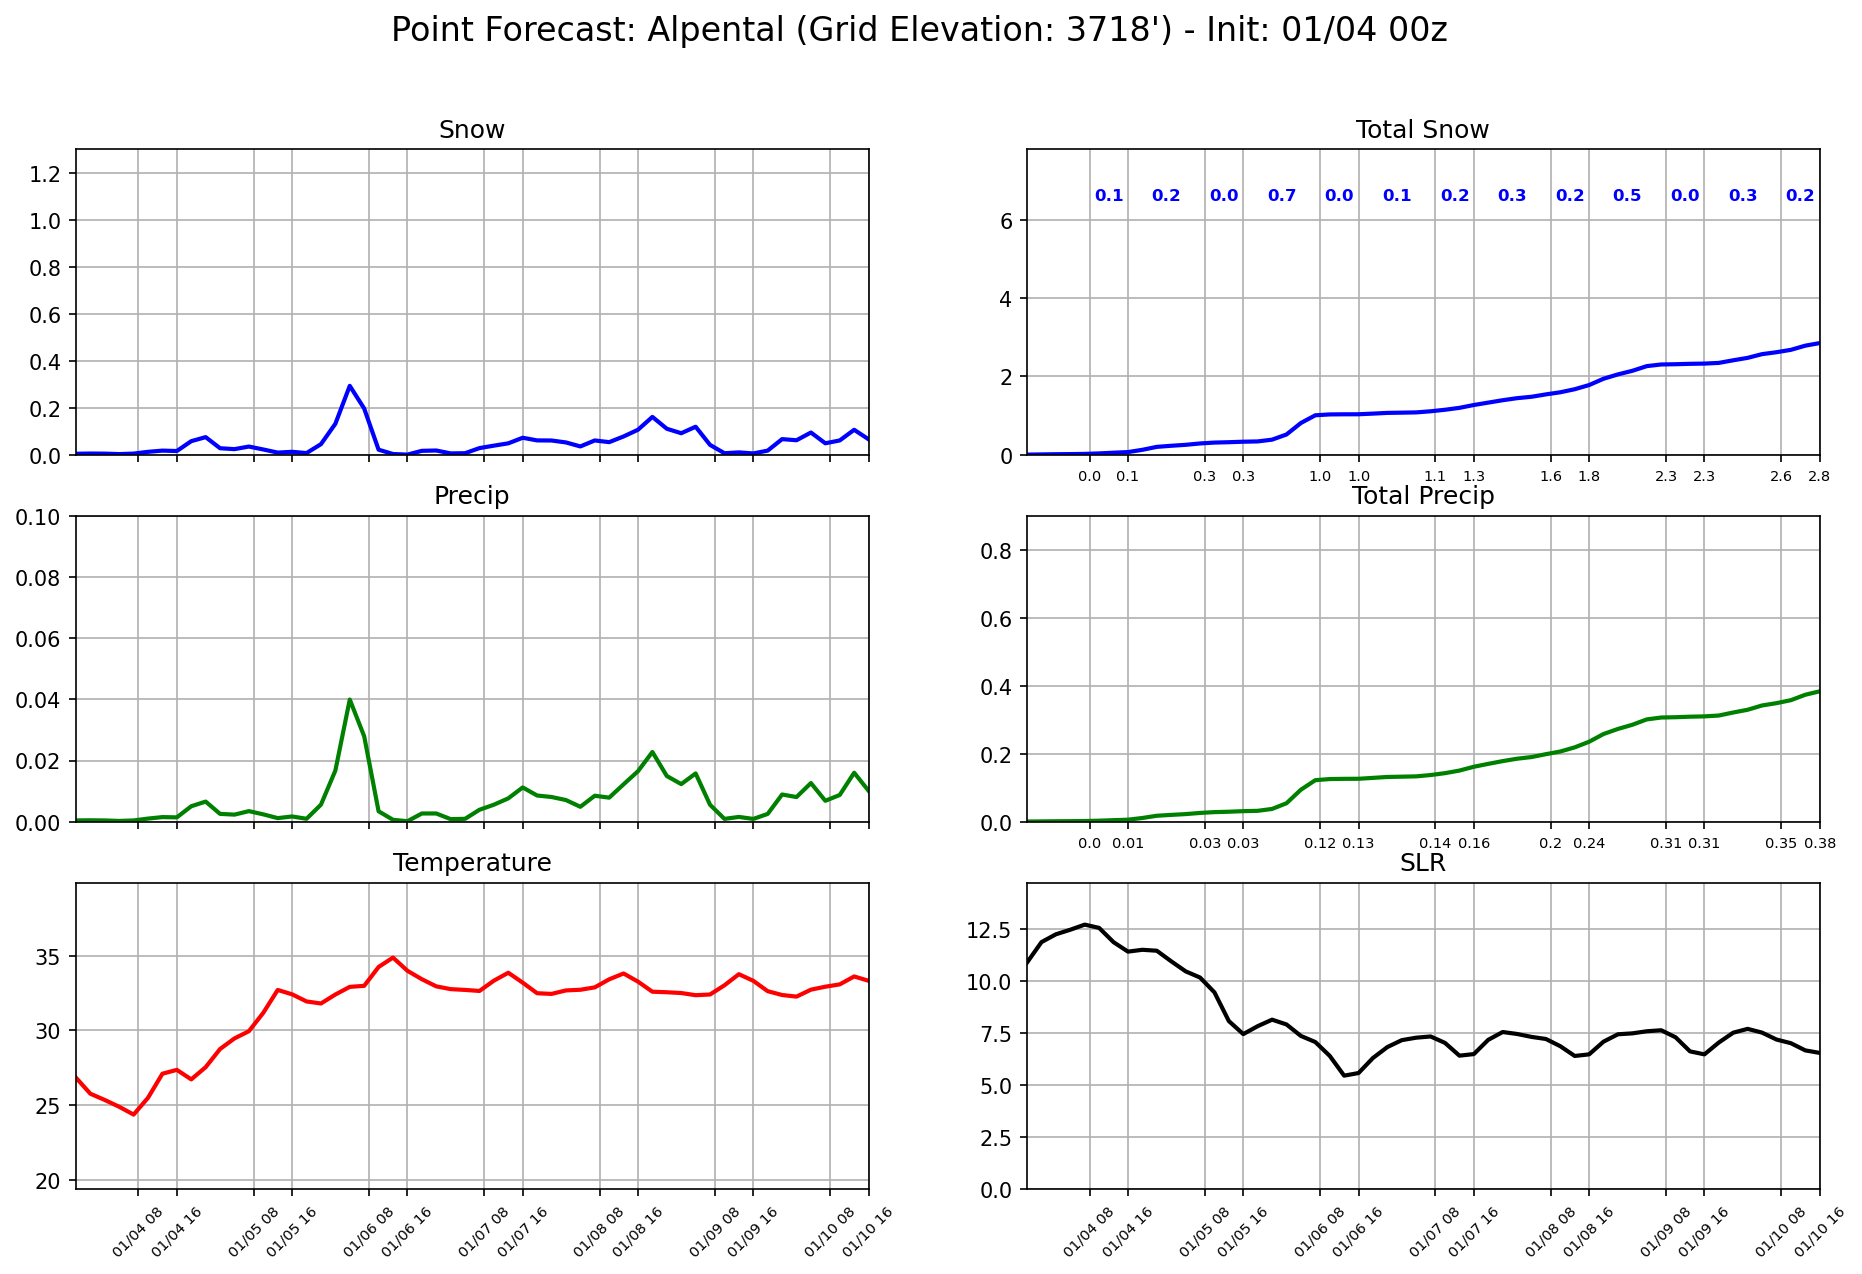 Point Forecast: Alpental (Grid Elevation: 3718') - Init: 01/04 00z
Snow
1.2
1.0
0.8
0.6
0.4
0.2
0.0
Total Snow
0.1 0.2 0.0 0.7 0.0 0.1 0.2 0.3 0.2 0.5 0.0 0.3 0.2
6
4
2
0
0.0 0.1 0.3 0.3 1.0 1.0 1.1 1.3 1.6 1.8 2.3 2.3 2.6 2.8
Precip
0.10
0.08
0.06
0.04
0.02
0.00
Total Precip
0.8
0.6
0.4
0.2
0.0
0.0 0.01 0.03 0.03 0.12 0.13 0.14 0.16 0.2 0.24 0.31 0.31 0.35 0.38
Temperature
35
30
25
20
01/04 08 01/04 16 01/05 08 01/05 16 01/06 08 01/06 16 01/07 08 01/07 16 01/08 08 01/08 16 01/09 08 01/09 16 01/10 08 01/10 16
SLR
12.5
10.0
7.5
5.0
2.5
0.0
01/04 08 01/04 16 01/05 08 01/05 16 01/06 08 01/06 16 01/07 08 01/07 16 01/08 08 01/08 16 01/09 08 01/09 16 01/10 08 01/10 16